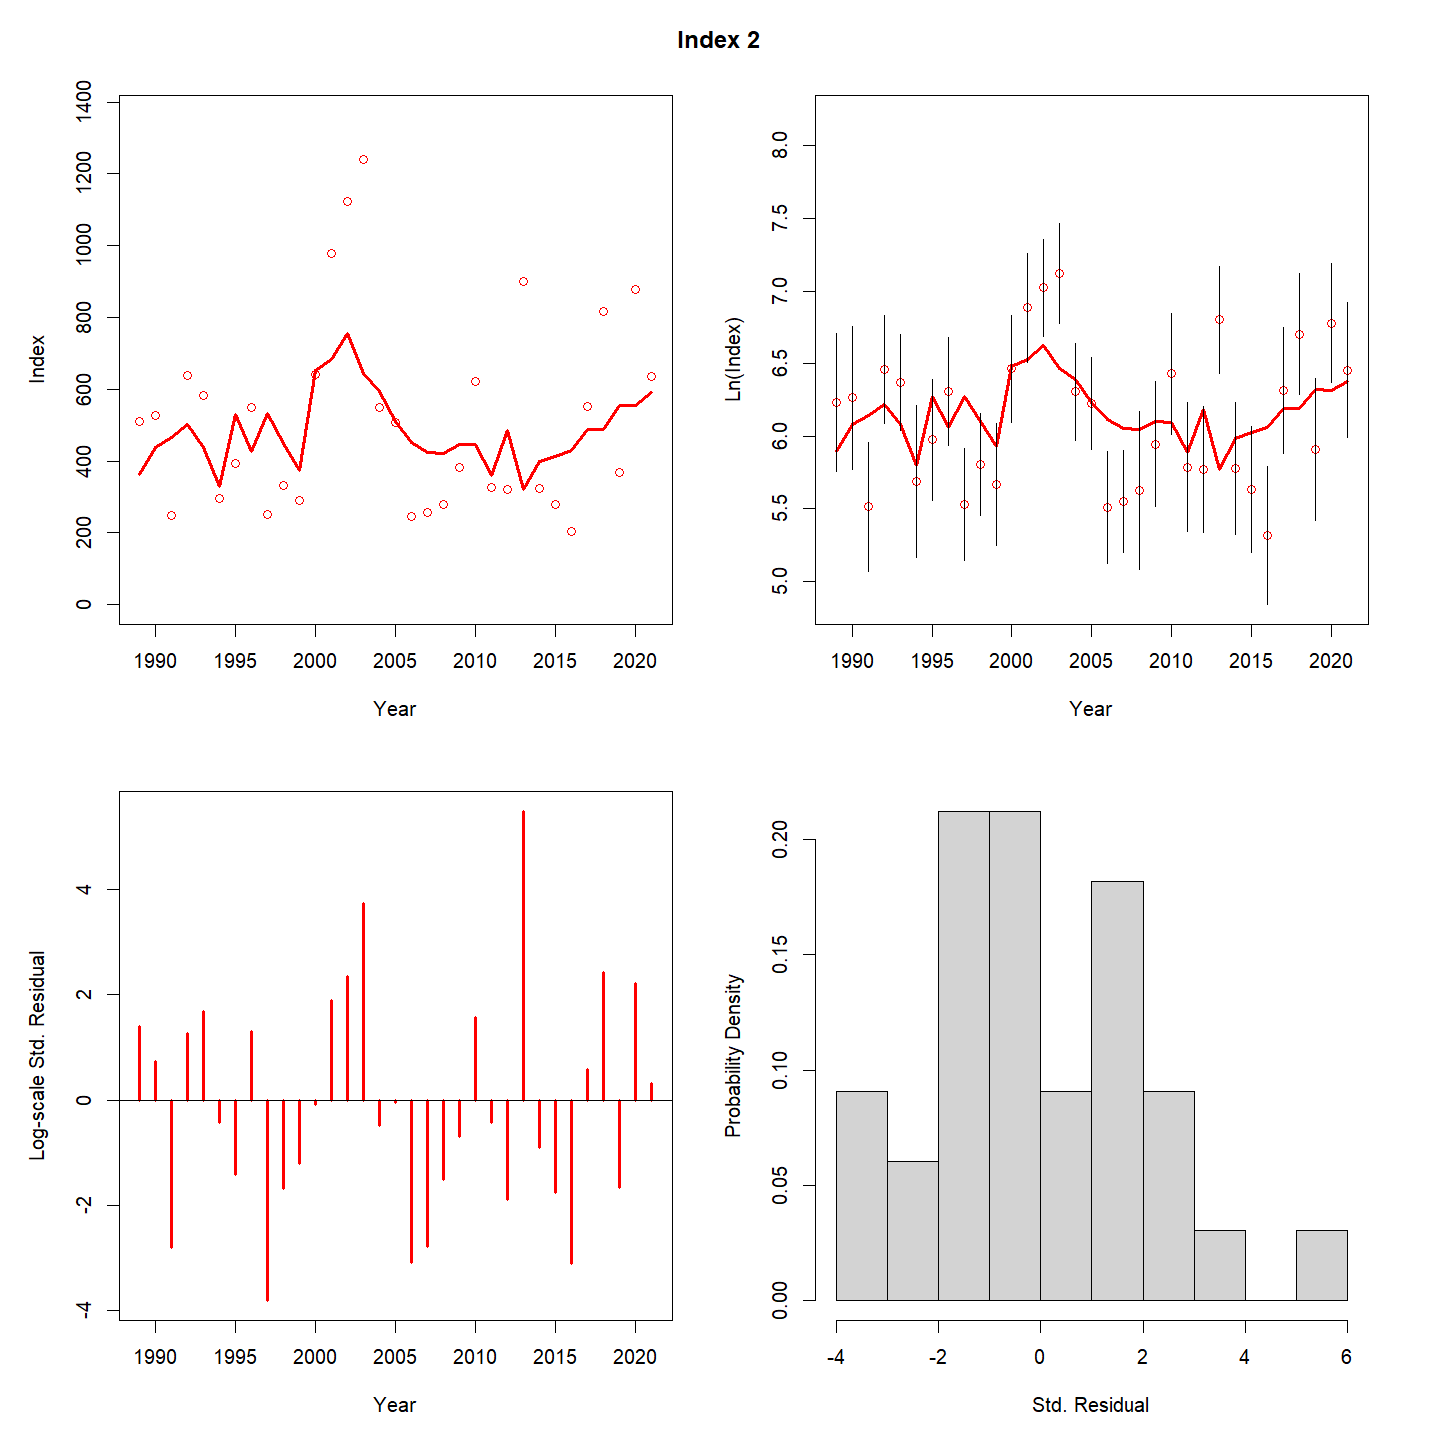 Index 2
Index
0 200 400 600 800 1000 1200 1400
1990 1995 2000 2005 2010 2015 2020
Year
Ln(Index)
5.0 5.5 6.0 6.5 7.0 7.5 8.0
1990 1995 2000 2005 2010 2015 2020
Year
Log-scale Std. Residual
-4 -2 0 2 4
1990 1995 2000 2005 2010 2015 2020
Year
Probability Density
0.00 0.05 0.10 0.15 0.20
-4 -2 0 2 4 6
Std. Residual